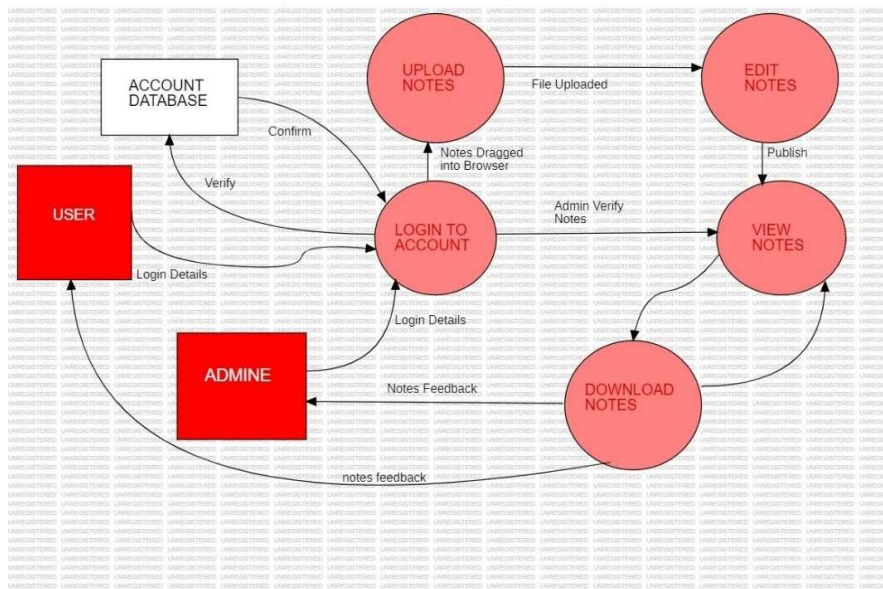 UPLOAD
NOTES
EDIT
NOTES
File Uploaded
ACCOUNT
DATABASE
Confirm
Notes Dragged
into Browser
Publish
Verify
USER
LOGIN TO
ACCOUNT
Admin Verify
Notes
VIEW
NOTES
Login Details
Login Details
ADMINE
Notes Feedback
DOWNLOAD
NOTES
notes feedback
UNREGISTERED